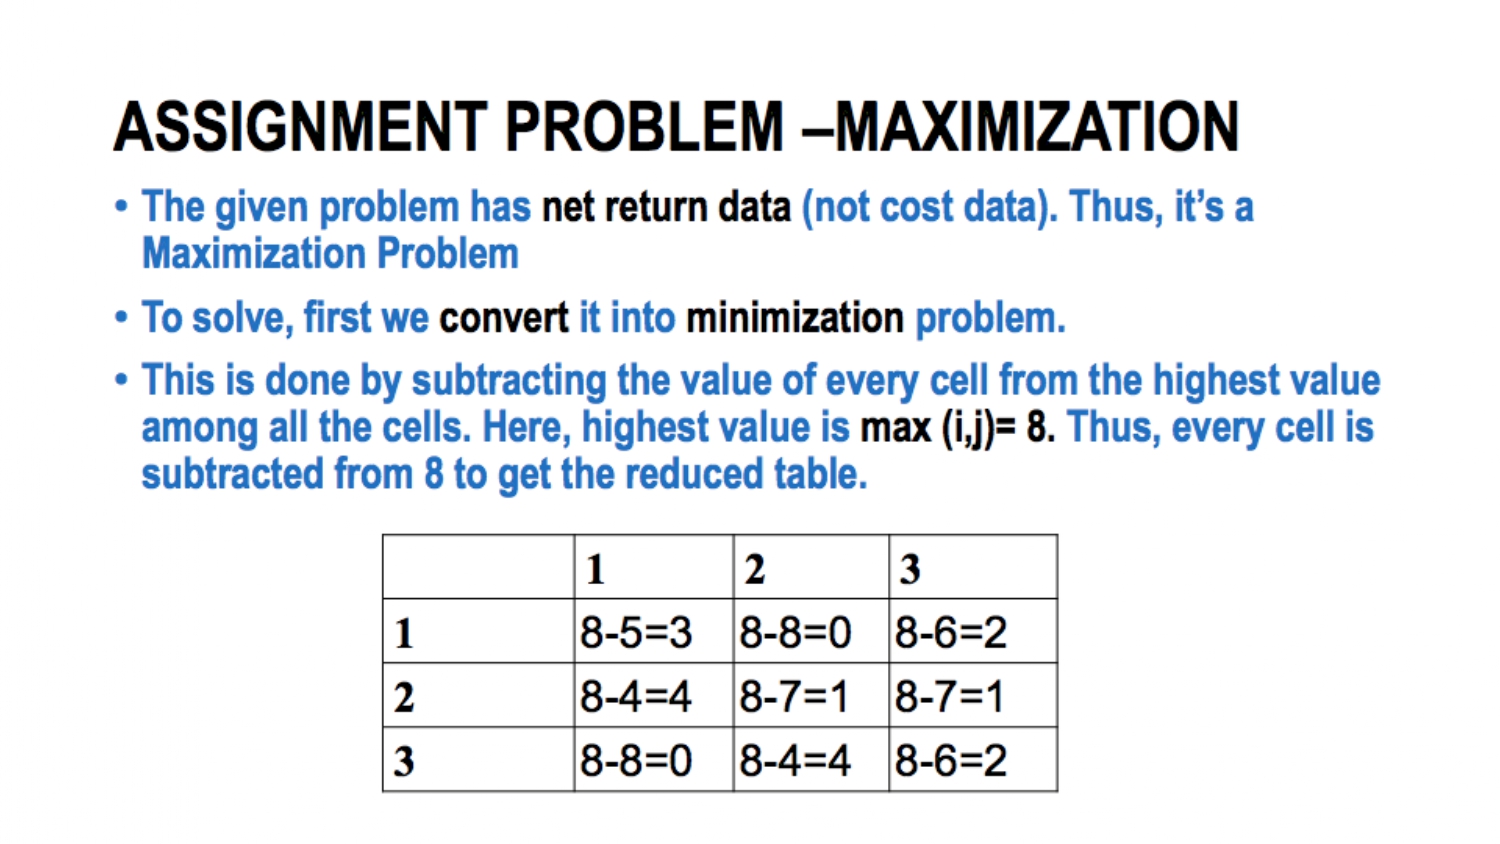 ASSIGNMENT PROBLEM –MAXIMIZATION
• The given problem has net return data (not cost data). Thus, it’s a
Maximization Problem
• To solve, first we convert it into minimization problem.
• This is done by subtracting the value of every cell from the highest value
among all the cells. Here, highest value is max (i,j)= 8. Thus, every cell is
subtracted from 8 to get the reduced table.
1 2 3
1 8-5=3 8-8=0 8-6=2
2 8-4=4 8-7=1 8-7=1
3 8-8=0 8-4=4 8-6=2